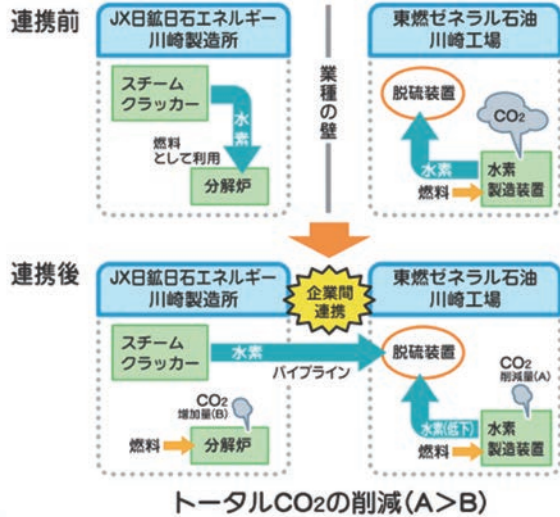 連携前
JX日鉱日石エネルギー
川崎製造所
スチーム
クラッカー
水素
燃料
として利用
分解炉
業種の壁
東燃ゼネラル石油
川崎工場
脱硫装置
CO₂
水素
燃料
水素
製造装置
連携後
JX日鉱日石エネルギー
川崎製造所
企業間
連携
東燃ゼネラル石油
川崎工場
スチーム
クラッカー
水素
パイプライン
脱硫装置
CO₂
増加量(B)
燃料
分解炉
CO₂
削減量(A)
水素(低下)
燃料
水素
製造装置
トータルCO₂の削減(A>B)